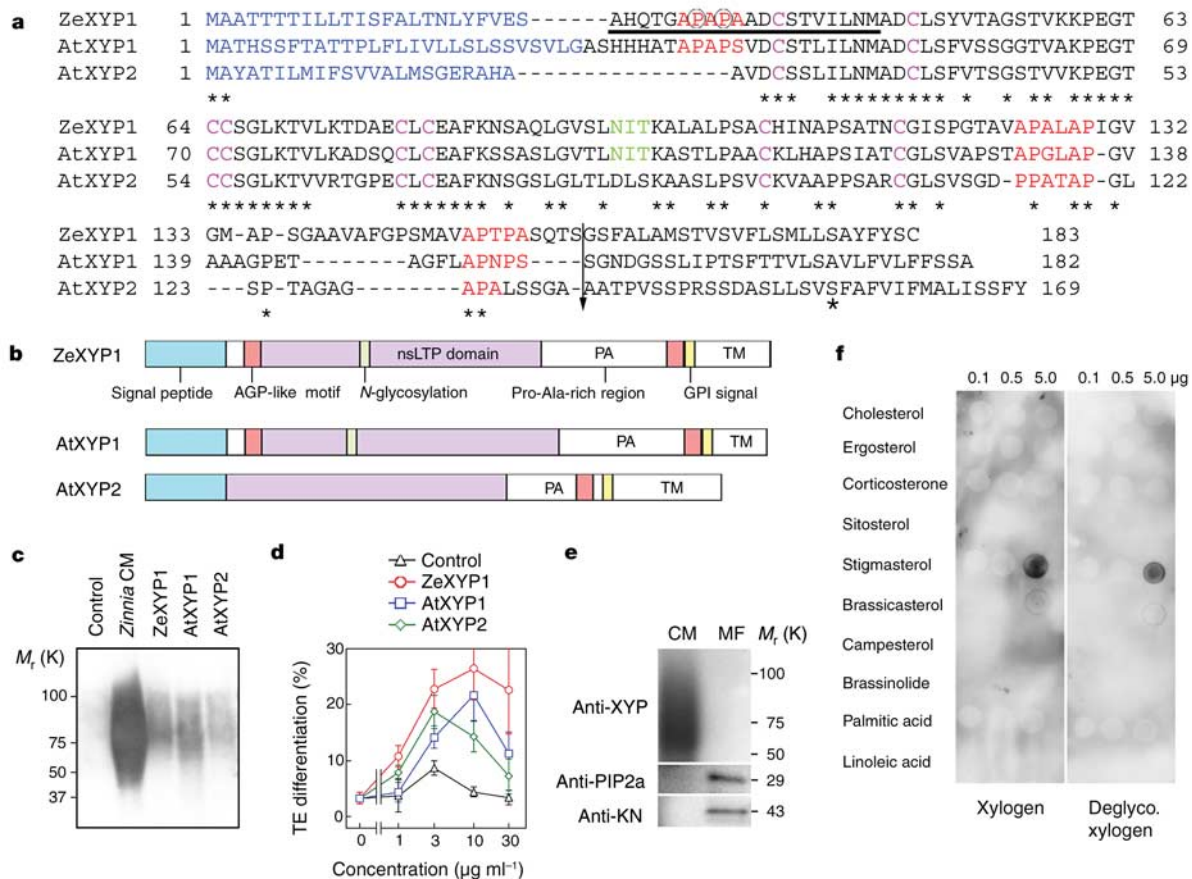 a
ZeXYP1 1 MAATTTTILLTISFALTNLYFVES------AHQTGAPAPAADCSTVILNMADCLSYVTAGSTVKKPEGT 63
AtXYP1 1 MATHSSFTATTPLFLIVLLSLSSVSVLGASHHHATAPAPSVDCSTLILNMADCLSFVSSGGTVAKPEGT 69
AtXYP2 1 MAYATILMIFSVVALMSGERAHA----------------AVDCSSLILNMADCLSFVTSGSTVVKPEGT 53
** *** ********* * * ** *****
ZeXYP1 64 CCSGLKTVLKTDAECLCEAFKNSAQLGVSLNITKALALPSACHINAPSATNCGISPGTAVAPALAPIGV 132
AtXYP1 70 CCSGLKTVLKADSQCLCEAFKSSASLGVTLNITKASTLPAACKLHAPSIATCGLSVAPSTAPGLAP-GV 138
AtXYP2 54 CCSGLKTVVRTGPECLCEAFKNSGSLGLTLDLSKAASLPSVCKVAAPPSARCGLSVSGD-PPATAP-GL 122
******** ******* * ** * ** ** * ** ** * * ** *
ZeXYP1 133 GM-AP-SGAAVAFGPSMAVAPTPASQTSGSFALAMSTVSVFLSMLLSAYFYSC 183
AtXYP1 139 AAAGPET--------AGFLAPNPS----SGNDGSSLIPTSFTTVLSAVLFVLFFSSA 182
AtXYP2 123 ---SP-TAGAG--------APALSSGA-AATPVSSPRSSDASLLSVSFAFVIFMALISSFY 169
* ** *
b
ZeXYP1 nsLTP domain PA TM
Signal peptide AGP-like motif N-glycosylation Pro-Ala-rich region GPI signal
AtXYP1 PA TM
AtXYP2 PA TM
c
Control Zinnia CM ZeXYP1 AtXYP1 AtXYP2
Mr (K)
100
75
50
37
d
Control
ZeXYP1
AtXYP1
AtXYP2
TE differentiation (%)
30
20
10
0
0 1 3 10 30
Concentration (µg ml⁻¹)
e
CM MF Mr (K)
Anti-XYP
100
75
50
Anti-PIP2a 29
Anti-KN 43
f
0.1 0.5 5.0 0.1 0.5 5.0 µg
Cholesterol
Ergosterol
Corticosterone
Sitosterol
Stigmasterol
Brassicasterol
Campesterol
Brassinolide
Palmitic acid
Linoleic acid
Xylogen
Deglyco.
xylogen